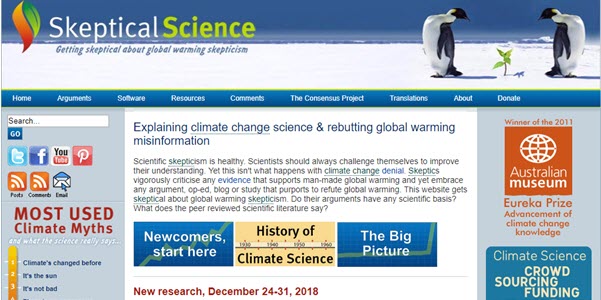 Skeptical Science
Getting skeptical about global warming skepticism
Home Arguments Software Resources Comments The Consensus Project Translations About Donate
Search...
GO
You Tube
Posts Comments Email
MOST USED
Climate Myths
and what the science really says...
1 Climate's changed before
2 It's the sun
3 It's not bad
There is no consensus
Explaining climate change science & rebutting global warming
misinformation
Scientific skepticism is healthy. Scientists should always challenge themselves to improve
their understanding. Yet this isn't what happens with climate change denial. Skeptics
vigorously criticise any evidence that supports man-made global warming and yet embrace
any argument, op-ed, blog or study that purports to refute global warming. This website gets
skeptical about global warming skepticism. Do their arguments have any scientific basis?
What does the peer reviewed scientific literature say?
Newcomers,
start here
History of
1930 1940 1950 1960
Climate Science
The Big
Picture
New research, December 24-31, 2018
Winner of the 2011
Australian
museum
Eureka Prize
Advancement of
climate change
knowledge
Skeptical
Climate Science
CROWD
SOURCING
FUNDING